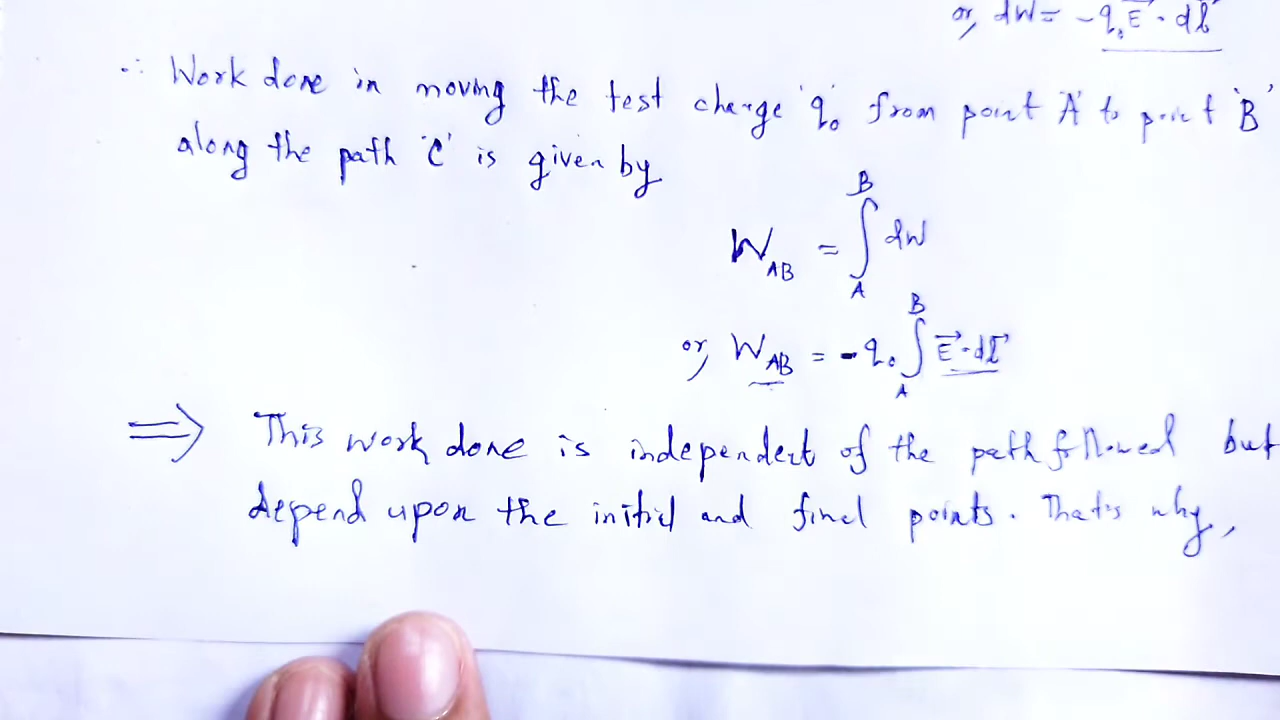 or, dW = -q₀E⃗ · dl⃗
∴ Work done in moving the test charge 'q₀' from point 'A' to point 'B'
along the path 'C' is given by
W_AB = ∫_A^B dW
or, W_AB = -q₀ ∫_A^B E⃗ · dl⃗
⇒ This work done is independent of the path followed but
depend upon the initial and final points. That's why,